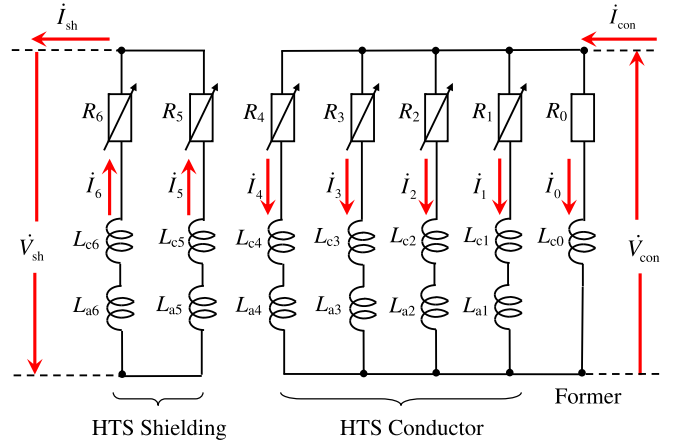 İsh İcon
R6 R5 R4 R3 R2 R1 R0
İ6 İ5 İ4 İ3 İ2 İ1 İ0
V̇sh Lc6 Lc5 Lc4 Lc3 Lc2 Lc1 Lc0 V̇con
La6 La5 La4 La3 La2 La1
Former
HTS Shielding HTS Conductor